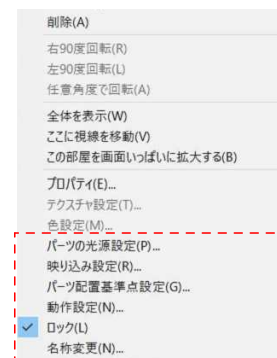 削除(A)
右90度回転(R)
左90度回転(L)
任意角度で回転(A)
全体を表示(W)
ここに視線を移動(V)
この部屋を画面いっぱいに拡大する(B)
プロパティ(E)...
テクスチャ設定(T)...
色設定(M)...
パーツの光源設定(P)...
映り込み設定(R)...
パーツ配置基準点設定(G)...
動作設定(N)...
ロック(L)
名称変更(N)...